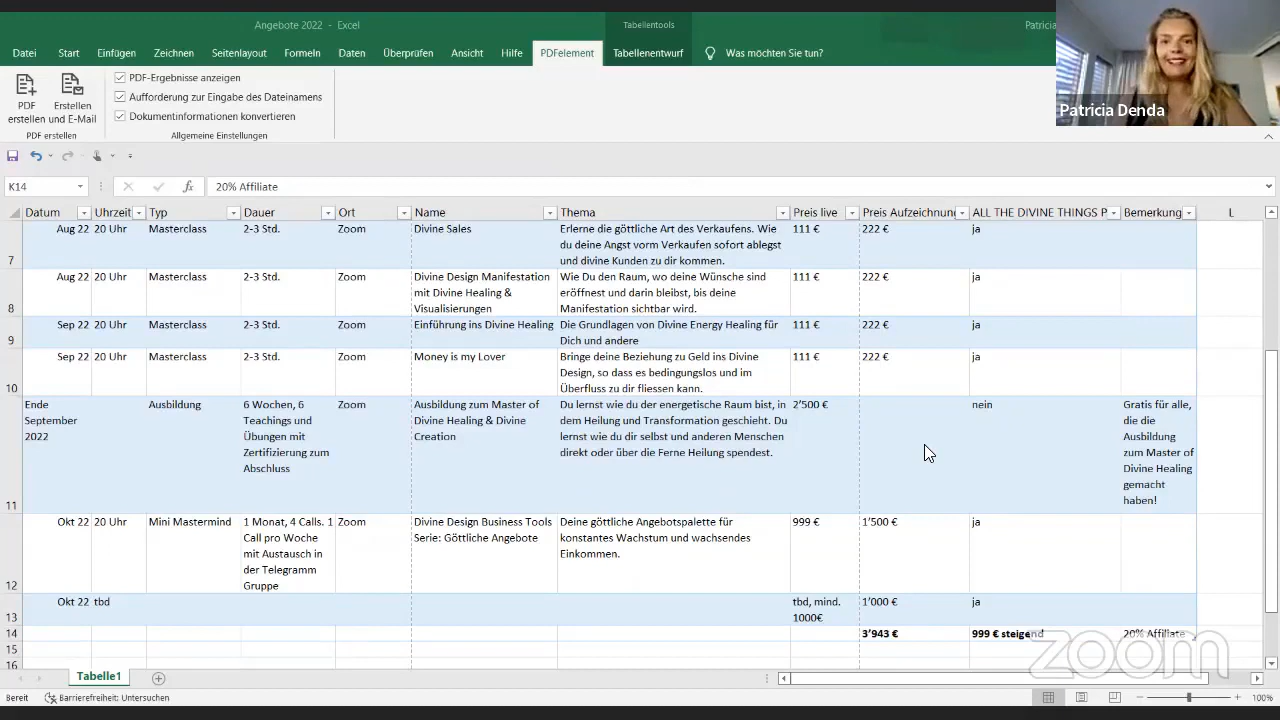 Angebote 2022 - Excel
Tabellentools
Patricia
Datei Start Einfügen Zeichnen Seitenlayout Formeln Daten Überprüfen Ansicht Hilfe PDFelement Tabellenentwurf Was möchten Sie tun?
PDF erstellen
Erstellen und E-Mail
PDF erstellen
PDF-Ergebnisse anzeigen
Aufforderung zur Eingabe des Dateinamens
Dokumentinformationen konvertieren
Allgemeine Einstellungen
Patricia Denda
K14 fx 20% Affiliate
Datum Uhrzeit Typ Dauer Ort Name Thema Preis live Preis Aufzeichnung ALL THE DIVINE THINGS P Bemerkung L
7 Aug 22 20 Uhr Masterclass 2-3 Std. Zoom Divine Sales Erlerne die göttliche Art des Verkaufens. Wie 111 € 222 € ja
du deine Angst vorm Verkaufen sofort ablegst
und divine Kunden zu dir kommen.
8 Aug 22 20 Uhr Masterclass 2-3 Std. Zoom Divine Design Manifestation Wie Du den Raum, wo deine Wünsche sind 111 € 222 € ja
mit Divine Healing & eröffnest und darin bleibst, bis deine
Visualisierungen Manifestation sichtbar wird.
9 Sep 22 20 Uhr Masterclass 2-3 Std. Zoom Einführung ins Divine Healing Die Grundlagen von Divine Energy Healing für 111 € 222 € ja
Dich und andere
10 Sep 22 20 Uhr Masterclass 2-3 Std. Zoom Money is my Lover Bringe deine Beziehung zu Geld ins Divine 111 € 222 € ja
Design, so dass es bedingungslos und im
Überfluss zu dir fliessen kann.
11 Ende Ausbildung 6 Wochen, 6 Zoom Ausbildung zum Master of Du lernst wie du der energetische Raum bist, in 2'500 € nein Gratis für alle,
September Teachings und Divine Healing & Divine dem Heilung und Transformation geschieht. Du die die
2022 Übungen mit Creation lernst wie du dir selbst und anderen Menschen Ausbildung
Zertifizierung zum direkt oder über die Ferne Heilung spendest. zum Master of
Abschluss Divine Healing
gemacht
haben!
12 Okt 22 20 Uhr Mini Mastermind 1 Monat, 4 Calls. 1 Zoom Divine Design Business Tools Deine göttliche Angebotspalette für 999 € 1'500 € ja
Call pro Woche Serie: Göttliche Angebote konstantes Wachstum und wachsendes
mit Austausch in Einkommen.
der Telegramm
Gruppe
13 Okt 22 tbd tbd, mind. 1'000 € ja
1000€
14 3'943 € 999 € steigend 20% Affiliate
15
16
zoom
Tabelle1
Bereit Barrierefreiheit: Untersuchen 100%